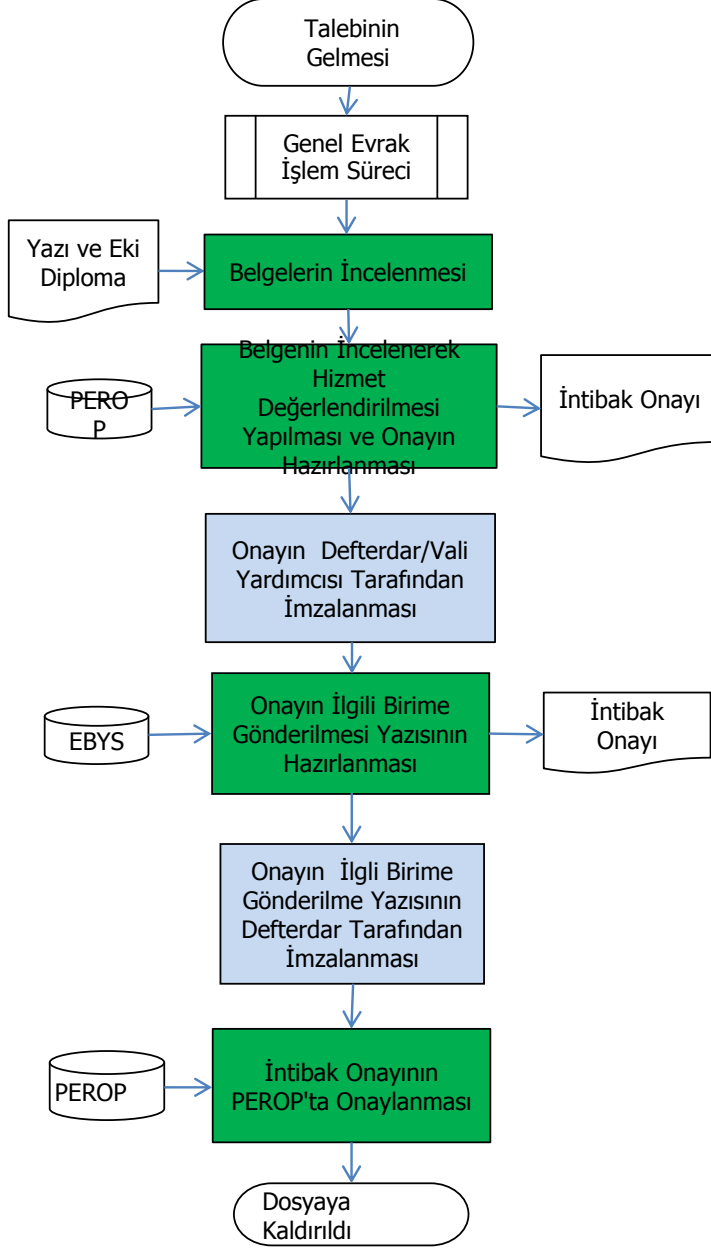 Talebinin
Gelmesi
Genel Evrak
İşlem Süreci
Yazı ve Eki
Diploma
Belgelerin İncelenmesi
PERO
P
Belgenin İncelenerek
Hizmet
Değerlendirilmesi
Yapılması ve Onayın
Hazırlanması
İntibak Onayı
Onayın Defterdar/Vali
Yardımcısı Tarafından
İmzalanması
EBYS
Onayın İlgili Birime
Gönderilmesi Yazısının
Hazırlanması
İntibak
Onayı
Onayın İlgli Birime
Gönderilme Yazısının
Defterdar Tarafından
İmzalanması
PEROP
İntibak Onayının
PEROP'ta Onaylanması
Dosyaya
Kaldırıldı